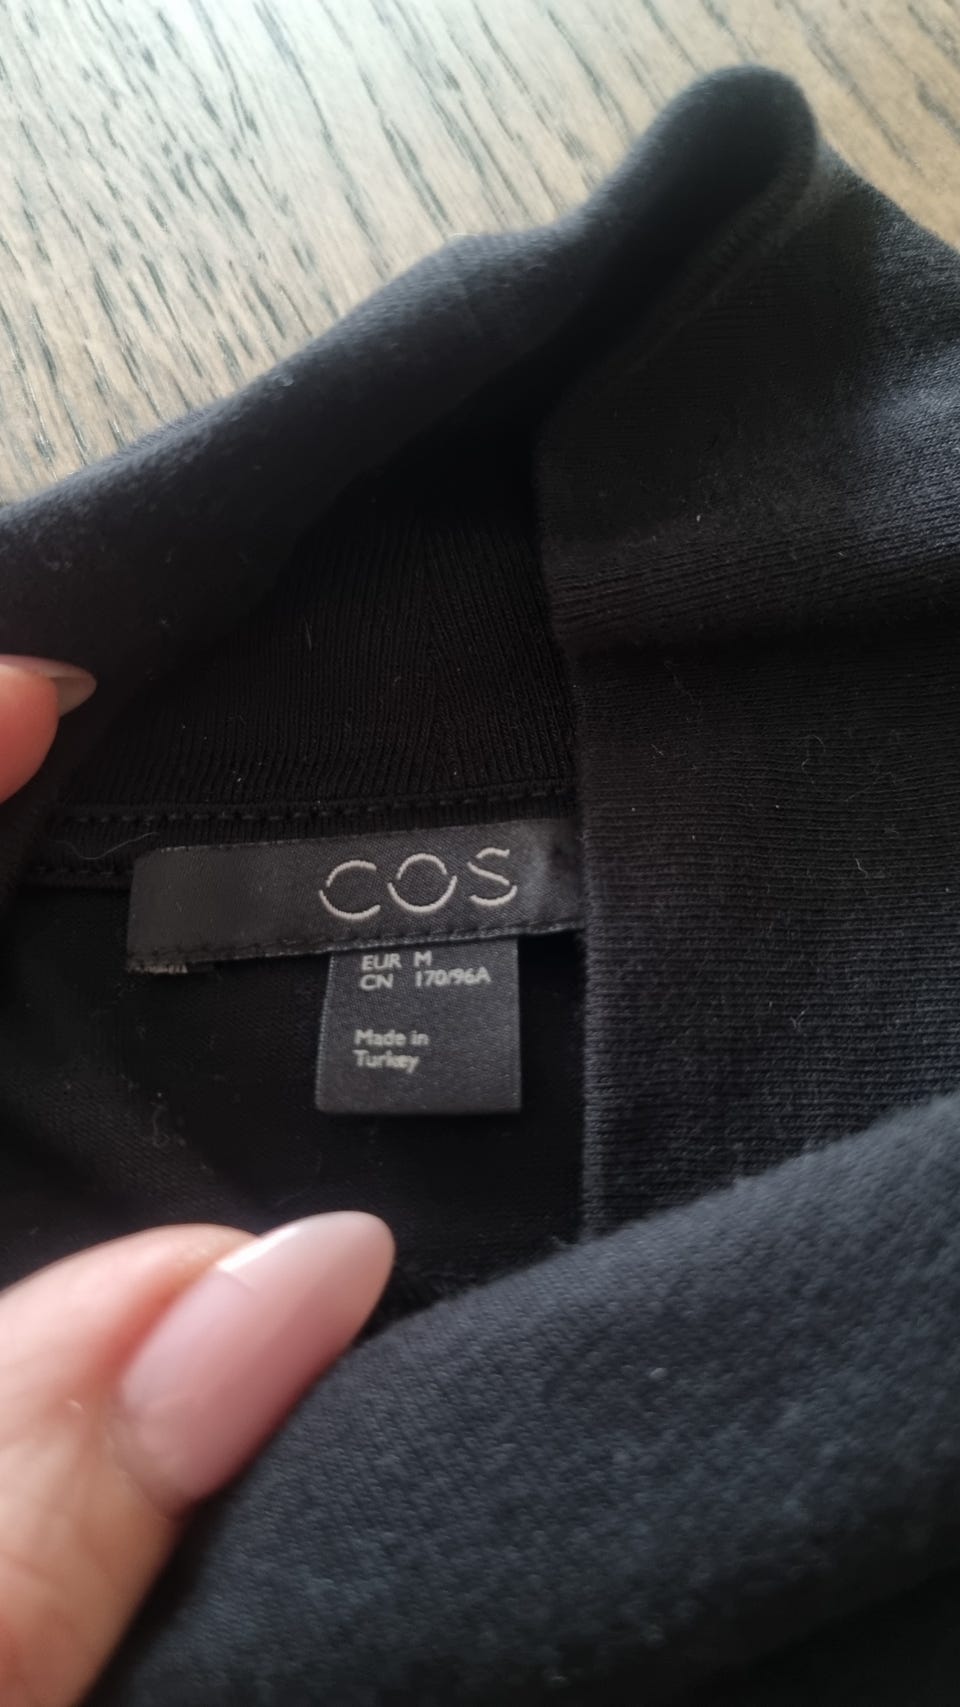 COS
EUR M
CN 170/96A
Made in
Turkey